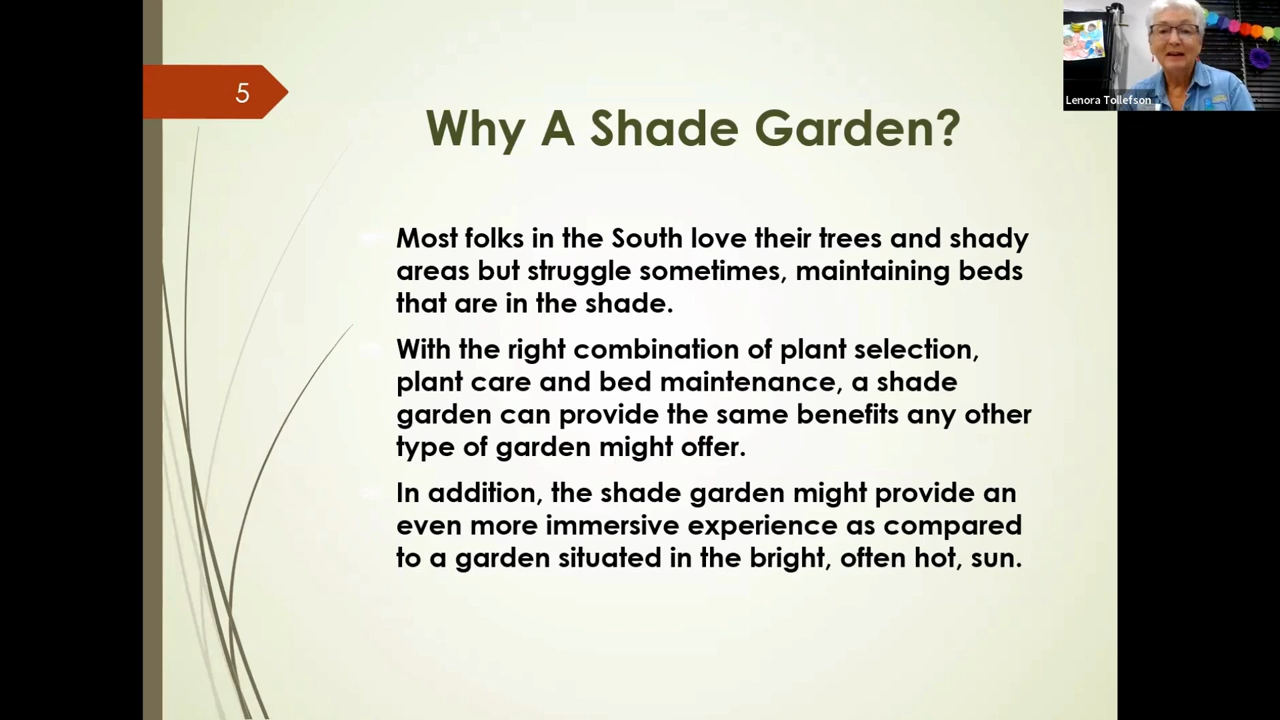 5
Why A Shade Garden?
Most folks in the South love their trees and shady
areas but struggle sometimes, maintaining beds
that are in the shade.
With the right combination of plant selection,
plant care and bed maintenance, a shade
garden can provide the same benefits any other
type of garden might offer.
In addition, the shade garden might provide an
even more immersive experience as compared
to a garden situated in the bright, often hot, sun.
Lenora Tollefson